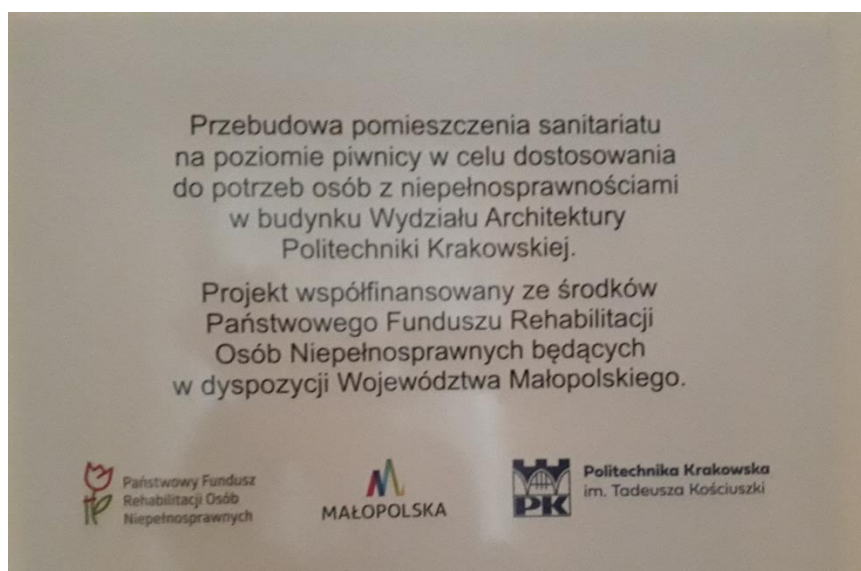 Przebudowa pomieszczenia sanitariatu
na poziomie piwnicy w celu dostosowania
do potrzeb osób z niepełnosprawnościami
w budynku Wydziału Architektury
Politechniki Krakowskiej.
Projekt współfinansowany ze środków
Państwowego Funduszu Rehabilitacji
Osób Niepełnosprawnych będących
w dyspozycji Województwa Małopolskiego.
Państwowy Fundusz
Rehabilitacji Osób
Niepełnosprawnych
MAŁOPOLSKA
PK
Politechnika Krakowska
im. Tadeusza Kościuszki